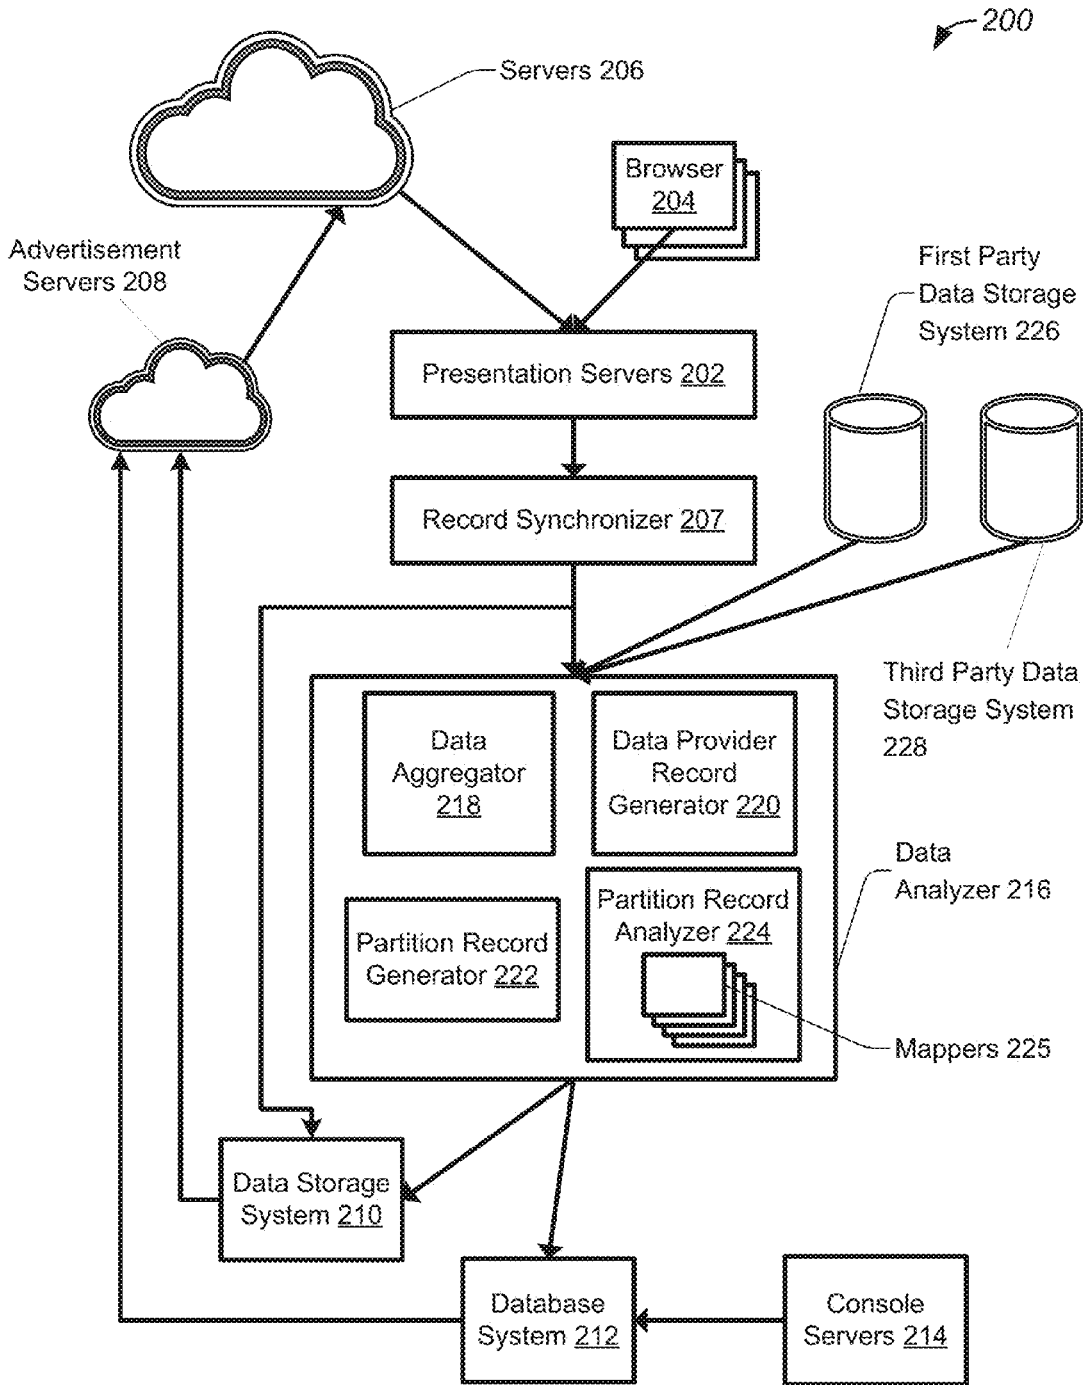 200
Servers 206
Browser
204
Advertisement
Servers 208
First Party
Data Storage
System 226
Presentation Servers 202
Record Synchronizer 207
Third Party Data
Storage System
228
Data
Aggregator
218
Data Provider
Record
Generator 220
Data
Analyzer 216
Partition Record
Generator 222
Partition Record
Analyzer 224
Mappers 225
Data Storage
System 210
Database
System 212
Console
Servers 214